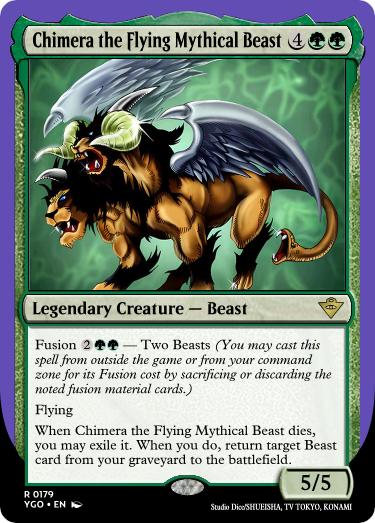 Chimera the Flying Mythical Beast 4
Legendary Creature — Beast
Fusion 2 — Two Beasts (You may cast this
spell from outside the game or from your command
zone for its Fusion cost by sacrificing or discarding the
noted fusion material cards.)
Flying
When Chimera the Flying Mythical Beast dies,
you may exile it. When you do, return target Beast
card from your graveyard to the battlefield.
5/5
R 0179
YGO • EN
Studio Dice/SHUEISHA, TV TOKYO, KONAMI